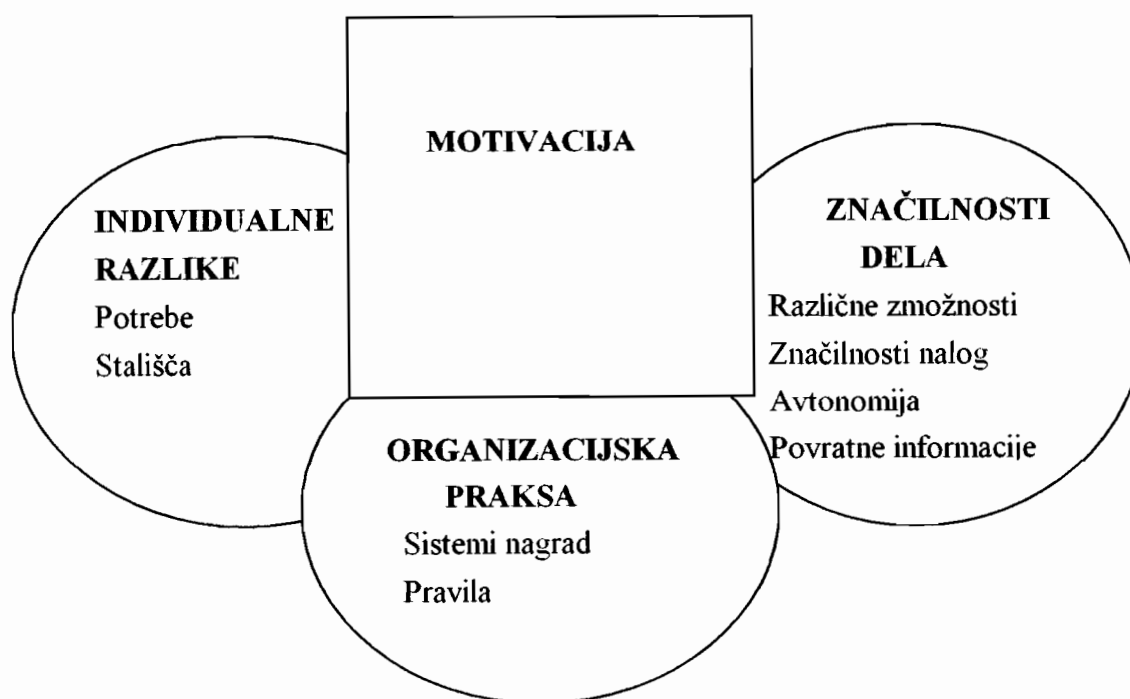 MOTIVACIJA
INDIVIDUALNE
RAZLIKE
Potrebe
Stališča
ZNAČILNOSTI
DELA
Različne zmožnosti
Značilnosti nalog
Avtonomija
Povratne informacije
ORGANIZACIJSKA
PRAKSA
Sistemi nagrad
Pravila